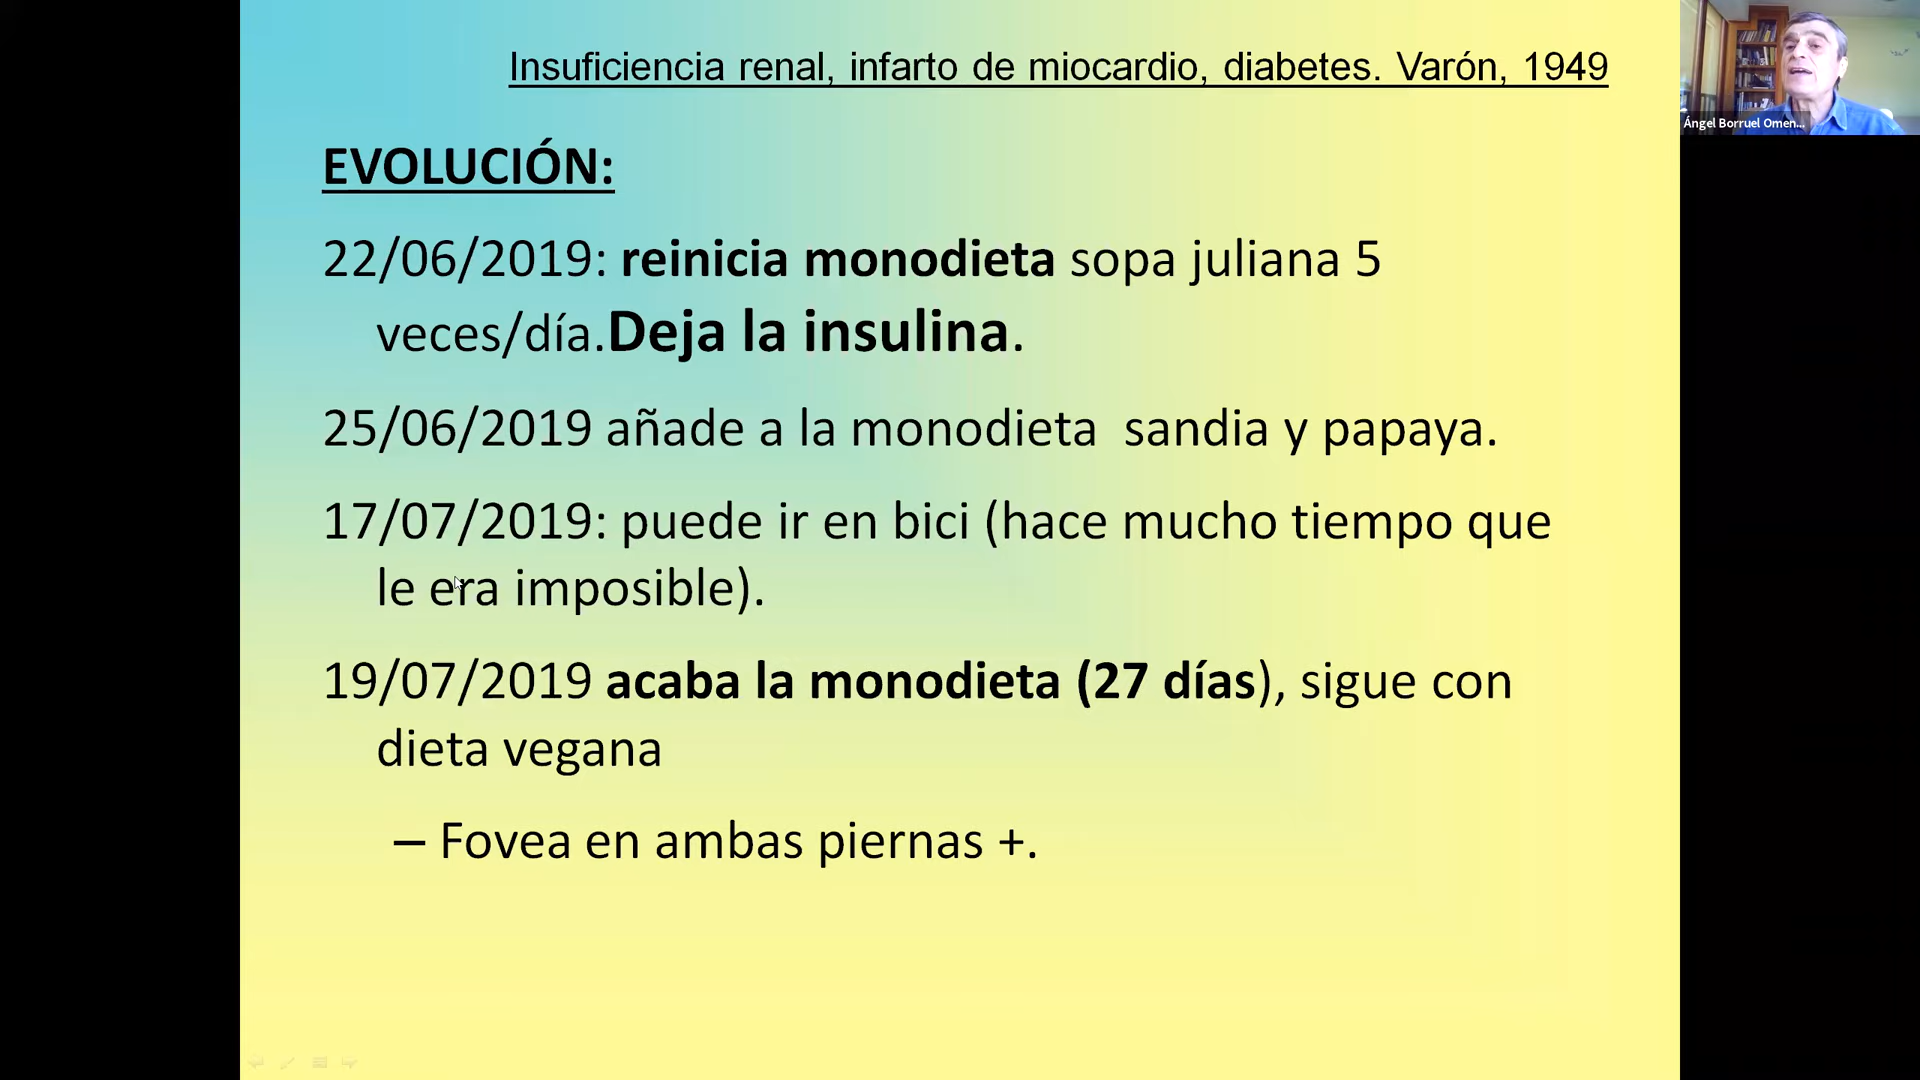 Insuficiencia renal, infarto de miocardio, diabetes. Varón, 1949
Ángel Borruel Omen...
EVOLUCIÓN:
22/06/2019: reinicia monodieta sopa juliana 5
veces/día.Deja la insulina.
25/06/2019 añade a la monodieta  sandia y papaya.
17/07/2019: puede ir en bici (hace mucho tiempo que
le era imposible).
19/07/2019 acaba la monodieta (27 días), sigue con
dieta vegana
– Fovea en ambas piernas +.